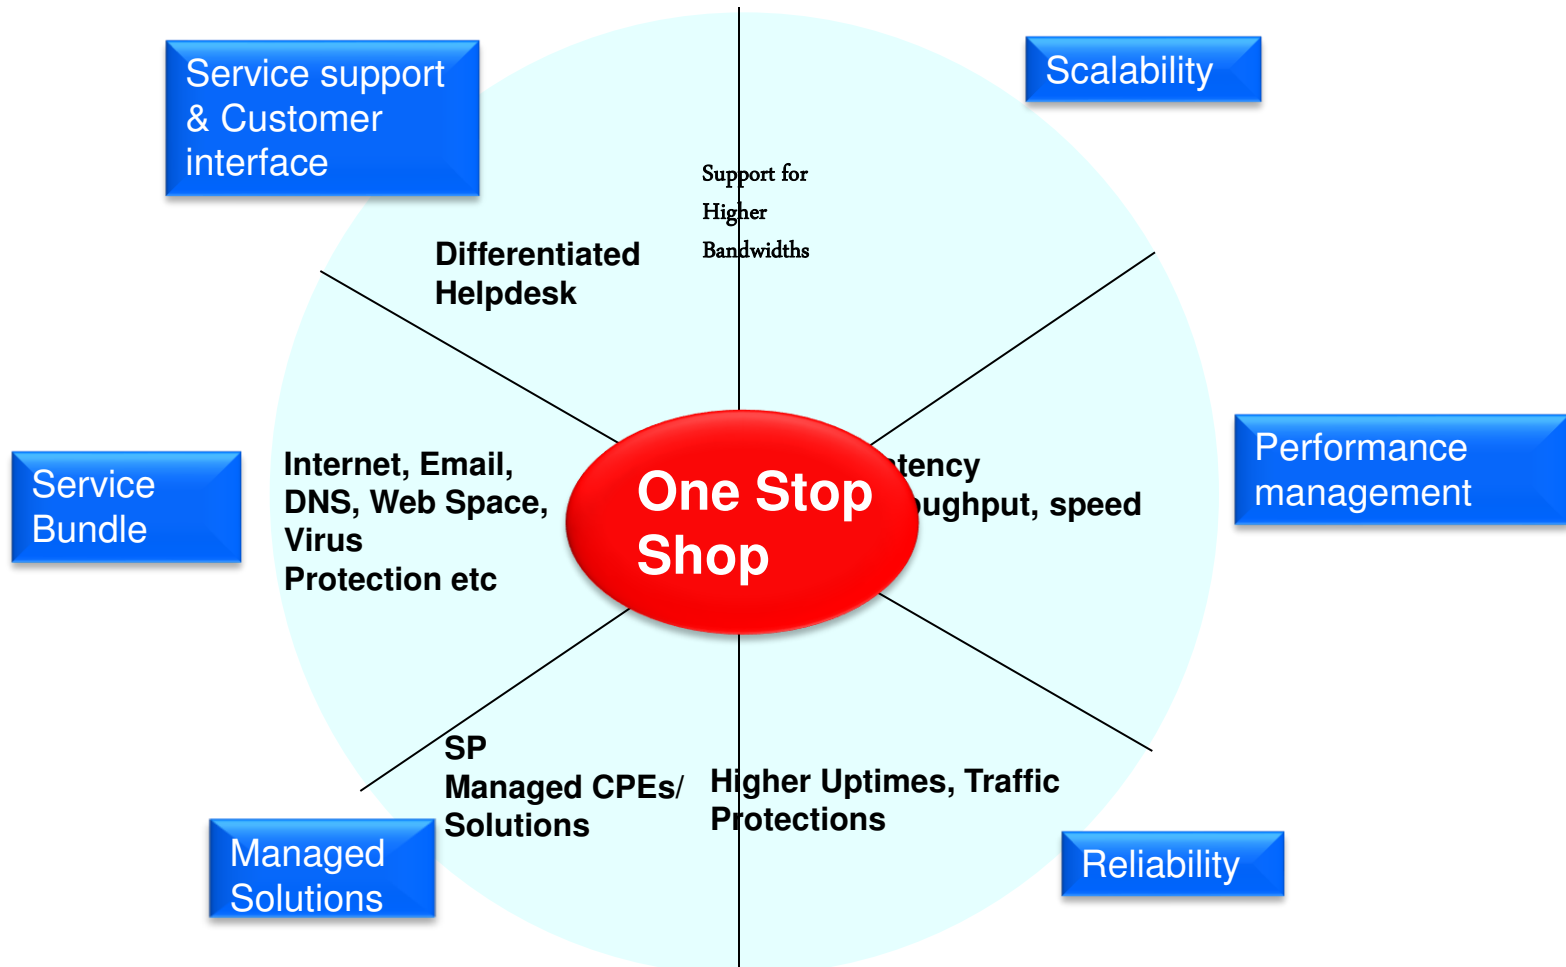 Service support
& Customer
interface
Scalability
Support for
Higher
Bandwidths
Differentiated
Helpdesk
Service
Bundle
Internet, Email,
DNS, Web Space,
Virus
Protection etc
One Stop
Shop
speed
Performance
management
SP
Managed CPEs/
Solutions
Higher Uptimes, Traffic
Protections
Managed
Solutions
Reliability